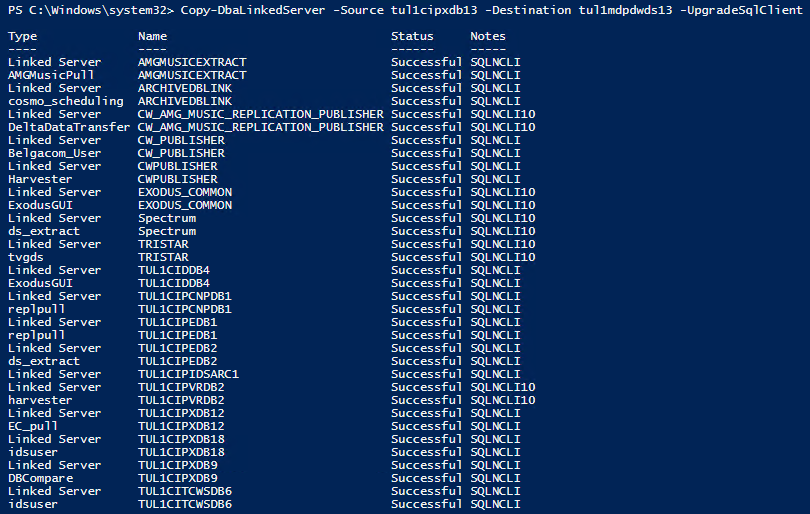 PS C:\Windows\system32> Copy-DbaLinkedServer -Source tul1cipxdb13 -Destination tul1mdpdwds13 -UpgradeSqlClient
Type Name Status Notes
---- ---- ------ -----
Linked Server AMGMUSICEXTRACT Successful SQLNCLI
AMGMusicPull AMGMUSICEXTRACT Successful SQLNCLI
Linked Server ARCHIVEDBLINK Successful SQLNCLI
cosmo_scheduling ARCHIVEDBLINK Successful SQLNCLI
Linked Server CW_AMG_MUSIC_REPLICATION_PUBLISHER Successful SQLNCLI10
DeltaDataTransfer CW_AMG_MUSIC_REPLICATION_PUBLISHER Successful SQLNCLI10
Linked Server CW_PUBLISHER Successful SQLNCLI
Belgacom_User CW_PUBLISHER Successful SQLNCLI
Linked Server CWPUBLISHER Successful SQLNCLI
Harvester CWPUBLISHER Successful SQLNCLI
Linked Server EXODUS_COMMON Successful SQLNCLI10
ExodusGUI EXODUS_COMMON Successful SQLNCLI10
Linked Server Spectrum Successful SQLNCLI10
ds_extract Spectrum Successful SQLNCLI10
Linked Server TRISTAR Successful SQLNCLI10
tvgds TRISTAR Successful SQLNCLI10
Linked Server TUL1CIDDB4 Successful SQLNCLI
ExodusGUI TUL1CIDDB4 Successful SQLNCLI
Linked Server TUL1CIPCNPDB1 Successful SQLNCLI
replpull TUL1CIPCNPDB1 Successful SQLNCLI
Linked Server TUL1CIPEDB1 Successful SQLNCLI
replpull TUL1CIPEDB1 Successful SQLNCLI
Linked Server TUL1CIPEDB2 Successful SQLNCLI
ds_extract TUL1CIPEDB2 Successful SQLNCLI
Linked Server TUL1CIPIDSARC1 Successful SQLNCLI
Linked Server TUL1CIPVRDB2 Successful SQLNCLI10
harvester TUL1CIPVRDB2 Successful SQLNCLI10
Linked Server TUL1CIPXDB12 Successful SQLNCLI
EC_pull TUL1CIPXDB12 Successful SQLNCLI
Linked Server TUL1CIPXDB18 Successful SQLNCLI
idsuser TUL1CIPXDB18 Successful SQLNCLI
Linked Server TUL1CIPXDB9 Successful SQLNCLI
DBCompare TUL1CIPXDB9 Successful SQLNCLI
Linked Server TUL1CITCWSDB6 Successful SQLNCLI
idsuser TUL1CITCWSDB6 Successful SQLNCLI